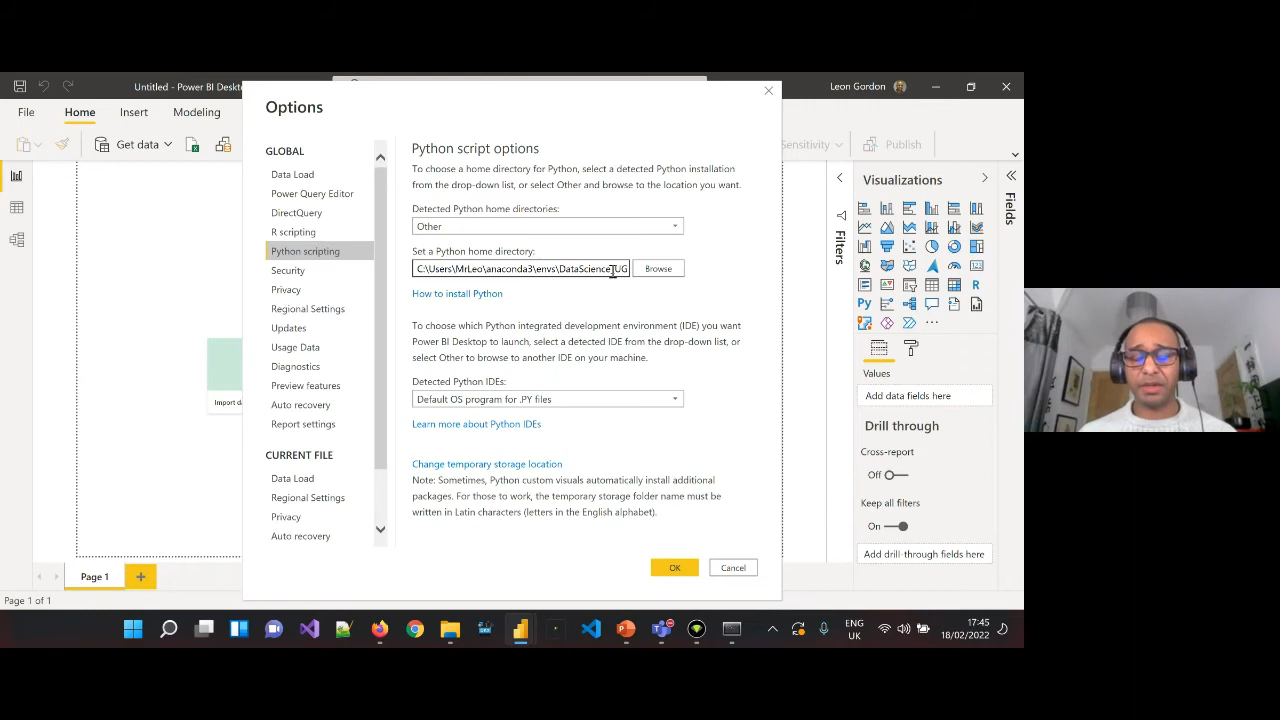 Untitled - Power BI Deskt
Leon Gordon
File
Home
Insert
Modeling
Get data
Sensitivity
Publish
Options
GLOBAL
Data Load
Power Query Editor
DirectQuery
R scripting
Python scripting
Security
Privacy
Regional Settings
Updates
Usage Data
Diagnostics
Preview features
Auto recovery
Report settings
CURRENT FILE
Data Load
Regional Settings
Privacy
Auto recovery
Python script options
To choose a home directory for Python, select a detected Python installation
from the drop-down list, or select Other and browse to the location you want.
Detected Python home directories:
Other
Set a Python home directory:
C:\Users\MrLeo\anaconda3\envs\DataScience UG
Browse
How to install Python
To choose which Python integrated development environment (IDE) you want
Power BI Desktop to launch, select a detected IDE from the drop-down list, or
select Other to browse to another IDE on your machine.
Detected Python IDEs:
Default OS program for .PY files
Learn more about Python IDEs
Change temporary storage location
Note: Sometimes, Python custom visuals automatically install additional
packages. For those to work, the temporary storage folder name must be
written in Latin characters (letters in the English alphabet).
OK
Cancel
Import da
Filters
Visualizations
R
Py
Values
Add data fields here
Drill through
Cross-report
Off
Keep all filters
On
Add drill-through fields here
Fields
Page 1
Page 1 of 1
ENG
UK
17:45
18/02/2022